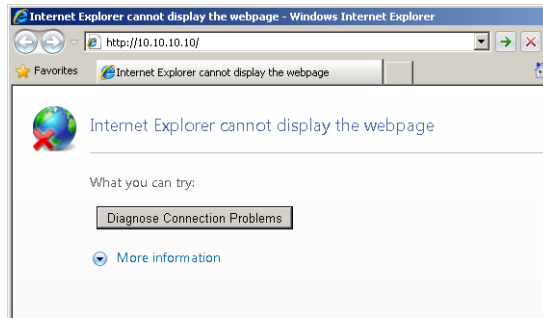 Internet Explorer cannot display the webpage - Windows Internet Explorer
http://10.10.10.10/
Favorites
Internet Explorer cannot display the webpage
Internet Explorer cannot display the webpage
What you can try:
Diagnose Connection Problems
More information